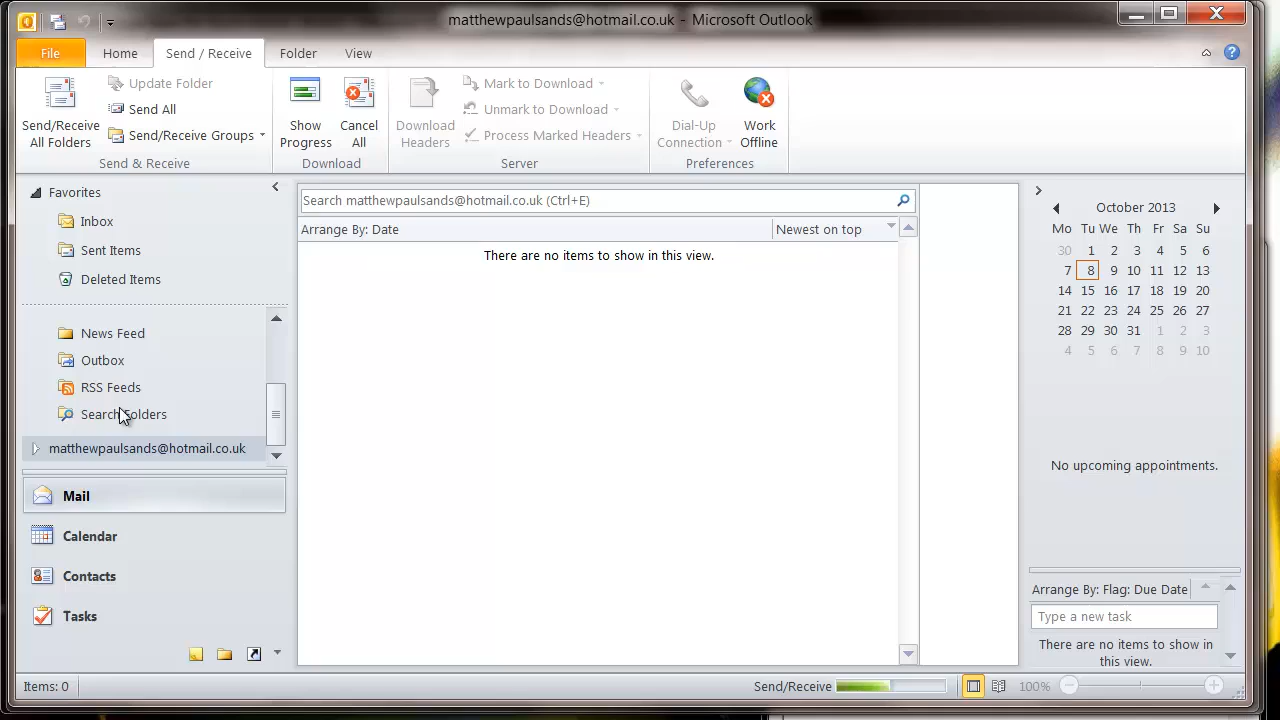 matthewpaulsands@hotmail.co.uk - Microsoft Outlook
File Home Send / Receive Folder View
Send/Receive All Folders
Update Folder
Send All
Send/Receive Groups
Send & Receive
Show Progress
Cancel All
Download
Download Headers
Mark to Download
Unmark to Download
Process Marked Headers
Server
Dial-Up Connection
Work Offline
Preferences
Favorites
Inbox
Sent Items
Deleted Items
News Feed
Outbox
RSS Feeds
Search Folders
matthewpaulsands@hotmail.co.uk
Mail
Calendar
Contacts
Tasks
Search matthewpaulsands@hotmail.co.uk (Ctrl+E)
Arrange By: Date Newest on top
There are no items to show in this view.
October 2013
Mo Tu We Th Fr Sa Su
30 1 2 3 4 5 6
7 8 9 10 11 12 13
14 15 16 17 18 19 20
21 22 23 24 25 26 27
28 29 30 31 1 2 3
4 5 6 7 8 9 10
No upcoming appointments.
Arrange By: Flag: Due Date
Type a new task
There are no items to show in
this view.
Items: 0
Send/Receive
100%